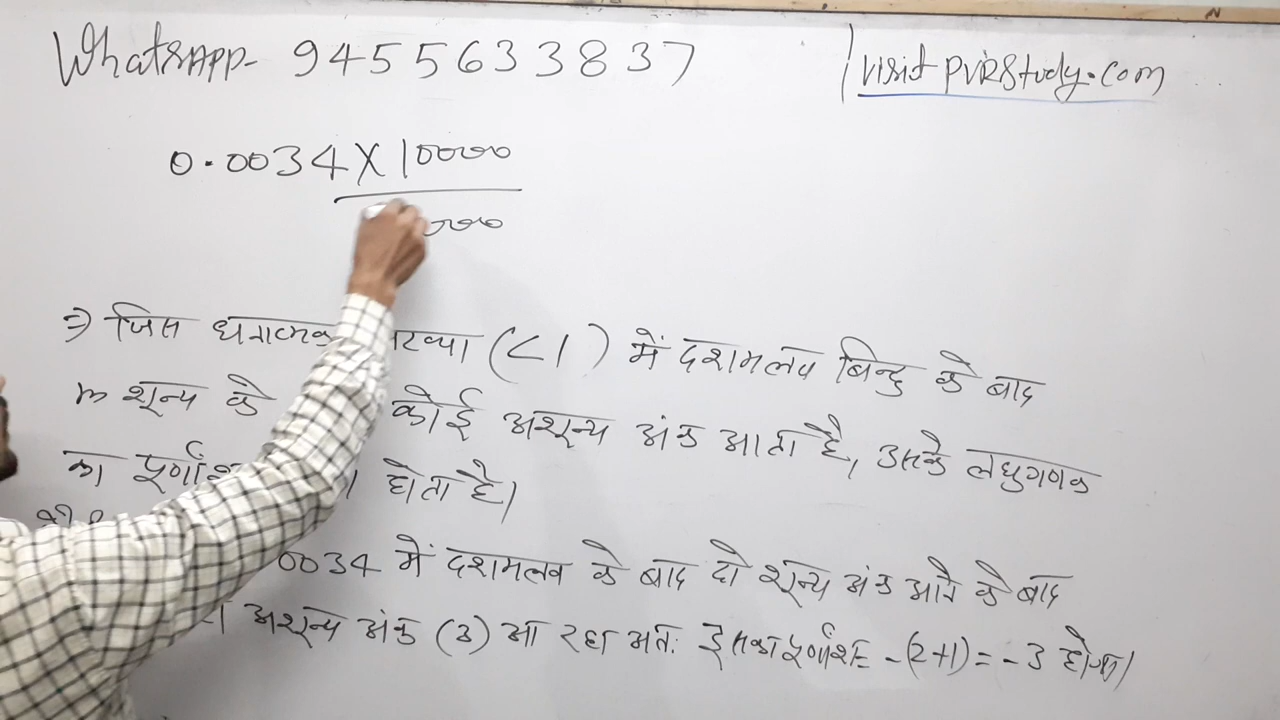 WhatsApp- 9455633837
visit PVRStudy.com
0.0034 X 10000
000
⇒ जिस धनात्मक (<1) में दशमलव बिन्दु के बाद
m शून्य के कोई अशून्य अंक आता है, उसके लघुगणक
का होता है।
0034 में दशमलव के बाद दो शून्य अंक आने के बाद
अशून्य अंक (3) आ रहा अतः इसका पूर्णांश = -(2+1) = -3 होगा।